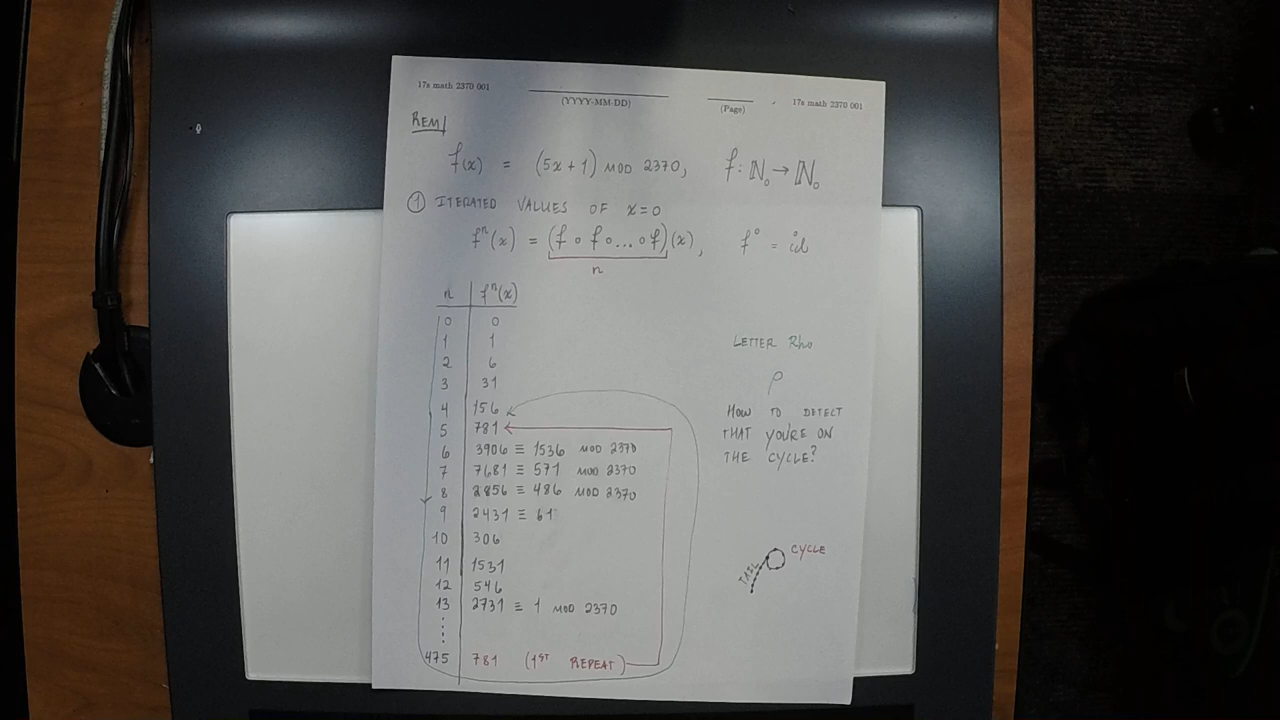 17s math 2370 001 (YYYY-MM-DD) (Page) 17s math 2370 001
REM/
f(x) = (5x+1) MOD 2370, f: ℕ₀ → ℕ₀
① ITERATED VALUES OF x=0
fⁿ(x) = (f ∘ f ∘ ... ∘ f)(x), f⁰ = id
n
n fⁿ(x)
0 0
1 1
2 6
3 31
4 156
5 781
6 3906 ≡ 1536 MOD 2370
7 7681 ≡ 571 MOD 2370
8 2856 ≡ 486 MOD 2370
9 2431 ≡ 61
10 306
11 1531
12 546
13 2731 ≡ 1 MOD 2370
475 781 (1ST REPEAT)
LETTER Rho
ρ
HOW TO DETECT
THAT YOU'RE ON
THE CYCLE?
CYCLE
TAIL